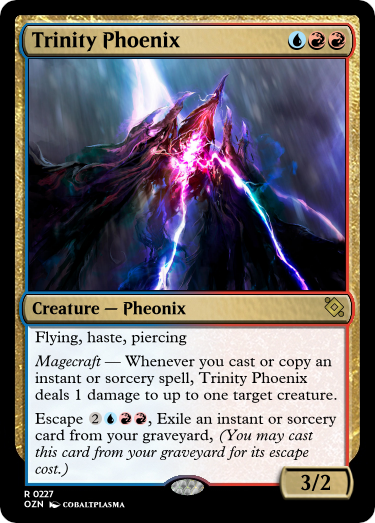 Trinity Phoenix
Creature — Pheonix
Flying, haste, piercing
Magecraft — Whenever you cast or copy an
instant or sorcery spell, Trinity Phoenix
deals 1 damage to up to one target creature.
Escape 2, Exile an instant or sorcery
card from your graveyard, (You may cast
this card from your graveyard for its escape
cost.)
3/2
R 0227
OZN COBALTPLASMA